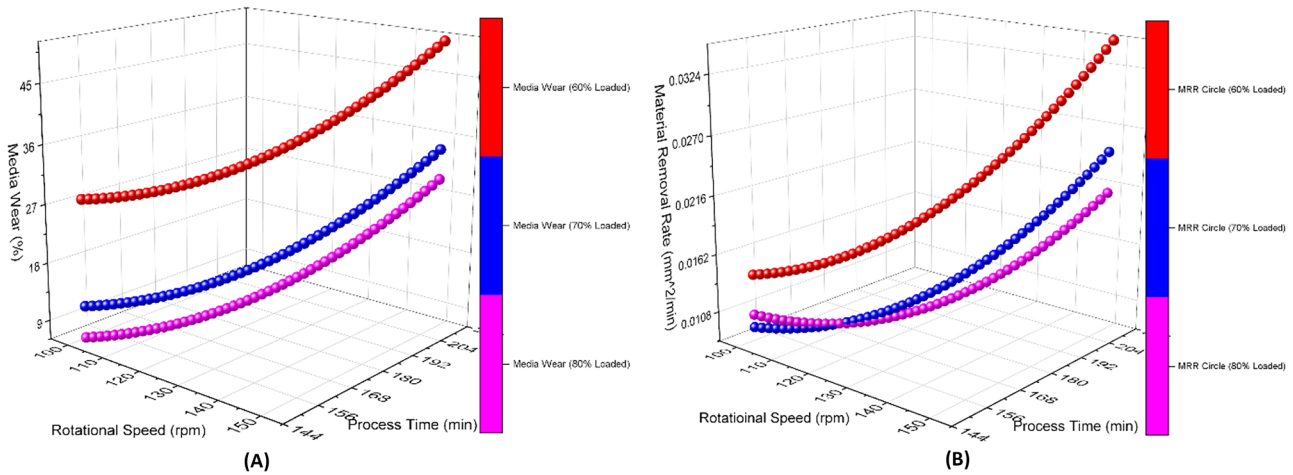 Media Wear (%)
45
36
27
18
9
100
110
120
130
140
150
Rotational Speed (rpm)
144
156
168
180
192
204
Process Time (min)
Media Wear (60% Loaded)
Media Wear (70% Loaded)
Media Wear (80% Loaded)
(A)
Material Removal Rate (mm^2/min)
0.0324
0.0270
0.0216
0.0162
0.0108
100
110
120
130
140
150
Rotatioinal Speed (rpm)
144
156
168
180
192
204
Process Time (min)
MRR Circle (60% Loaded)
MRR Circle (70% Loaded)
MRR Circle (80% Loaded)
(B)